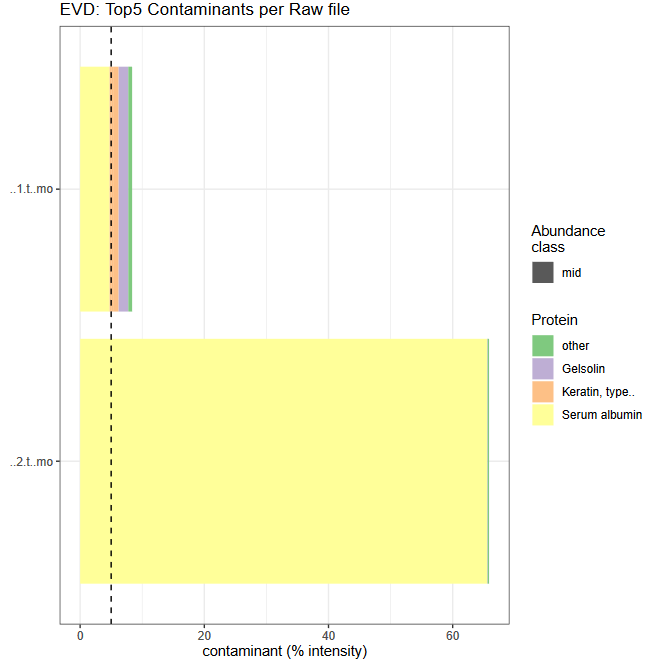 EVD: Top5 Contaminants per Raw file
..1.t..mo
..2.t..mo
0 20 40 60
contaminant (% intensity)
Abundance
class
mid
Protein
other
Gelsolin
Keratin, type..
Serum albumin